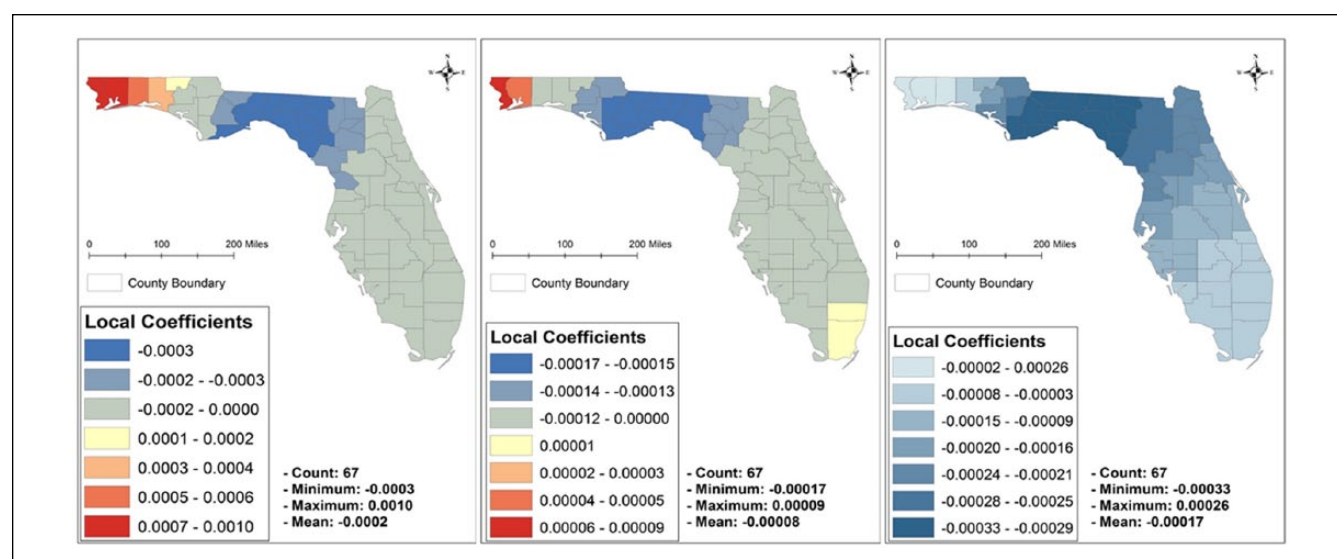 N
W E
S
0 100 200 Miles
County Boundary
Local Coefficients
-0.0003
-0.0002 - -0.0003
-0.0002 - 0.0000
0.0001 - 0.0002
0.0003 - 0.0004
0.0005 - 0.0006
0.0007 - 0.0010
- Count: 67
- Minimum: -0.0003
- Maximum: 0.0010
- Mean: -0.0002
N
W E
S
0 100 200 Miles
County Boundary
Local Coefficients
-0.00017 - -0.00015
-0.00014 - -0.00013
-0.00012 - 0.00000
0.00001
0.00002 - 0.00003
0.00004 - 0.00005
0.00006 - 0.00009
- Count: 67
- Minimum: -0.00017
- Maximum: 0.00009
- Mean: -0.00008
N
W E
S
0 100 200 Miles
County Boundary
Local Coefficients
-0.00002 - 0.00026
-0.00008 - -0.00003
-0.00015 - -0.00009
-0.00020 - -0.00016
-0.00024 - -0.00021
-0.00028 - -0.00025
-0.00033 - -0.00029
- Count: 67
- Minimum: -0.00033
- Maximum: 0.00026
- Mean: -0.00017